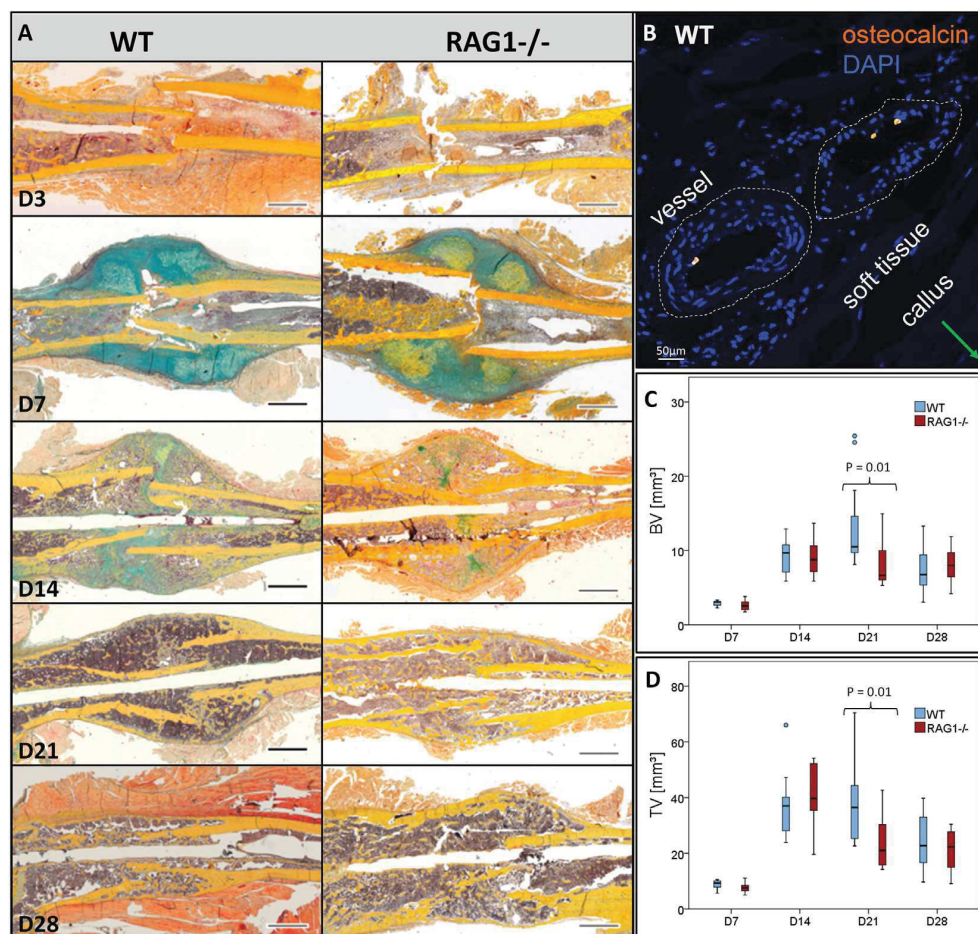 A
WT
RAG1-/-
D3
D7
D14
D21
D28
B
WT
osteocalcin
DAPI
vessel
soft tissue
callus
50µm
C
30
20
10
0
BV [mm³]
WT
RAG1-/-
P = 0.01
D7
D14
D21
D28
D
80
60
40
20
0
TV [mm³]
WT
RAG1-/-
P = 0.01
D7
D14
D21
D28